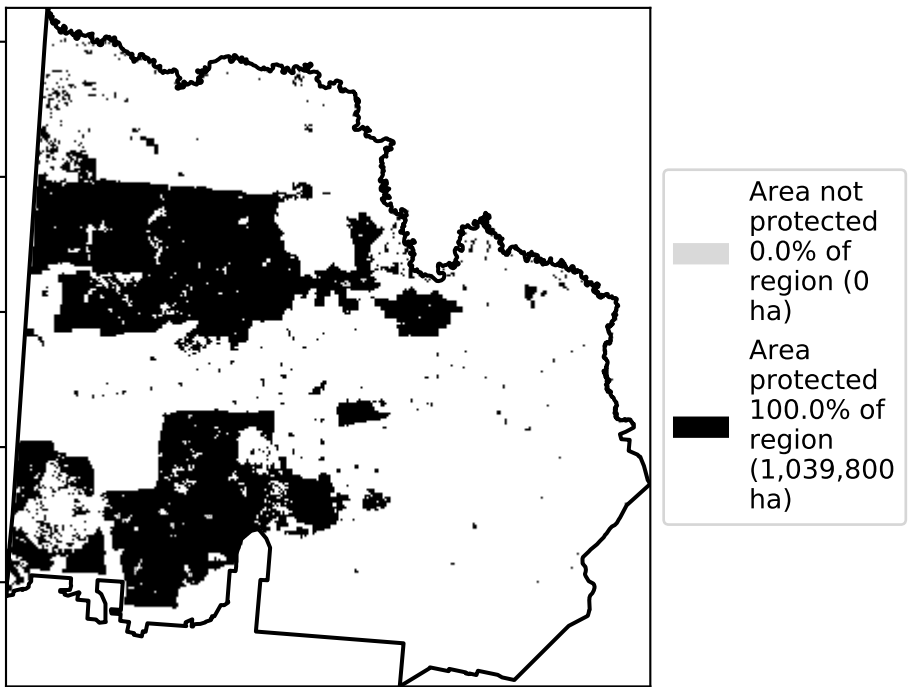 Area not
protected
0.0% of
region (0
ha)
Area
protected
100.0% of
region
(1,039,800
ha)